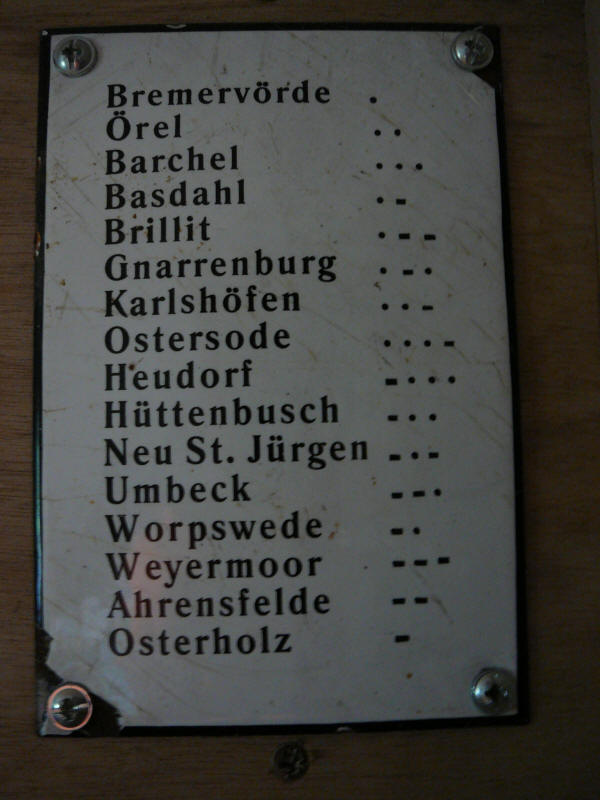 Bremervörde .
Örel ..
Barchel ...
Basdahl .-
Brillit .--
Gnarrenburg .-.
Karlshöfen ..-
Ostersode ...-
Heudorf -...
Hüttenbusch -..
Neu St. Jürgen -.-
Umbeck --.
Worpswede -.
Weyermoor ---
Ahrensfelde --
Osterholz -